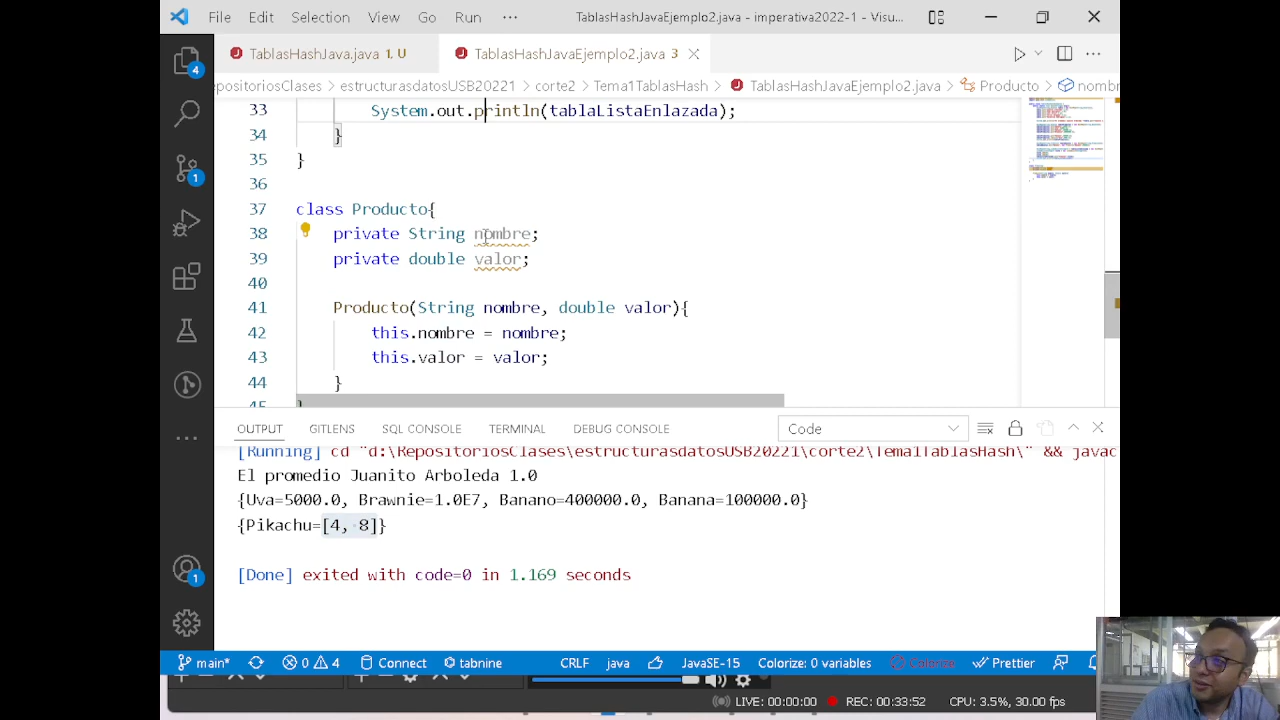 File Edit Selection View Go Run ··· TablasHashJavaEjemplo2.java - imperativa2022-1 - ...
TablasHashJava.java 1, U TablasHashJavaEjemplo2.java 3
epositoriosClases > estructurasdatosUSB20221 > corte2 > Tema1TablasHash > TablasHashJavaEjemplo2.java > Producto > nombr
33 System.out.println(tablaListaEnlazada);
34
35 }
36
37 class Producto{
38 private String nombre;
39 private double valor;
40
41 Producto(String nombre, double valor){
42 this.nombre = nombre;
43 this.valor = valor;
44 }
45 }
OUTPUT GITLENS SQL CONSOLE TERMINAL DEBUG CONSOLE Code
[Running] "d:\RepositoriosClases\estructurasdatosUSB20221\corte2\Tema1TablasHash\" && javac
El promedio Juanito Arboleda 1.0
{Uva=5000.0, Brawnie=1.0E7, Banano=400000.0, Banana=100000.0}
{Pikachu=[4, 8]}
[Done] exited with code=0 in 1.169 seconds
4
1
1
main* 0 4 Connect tabnine CRLF java JavaSE-15 Colorize: 0 variables Colorize Prettier
LIVE: 00:00:00 REC: 00:33:52 CPU: 3.5%, 30.00 fps